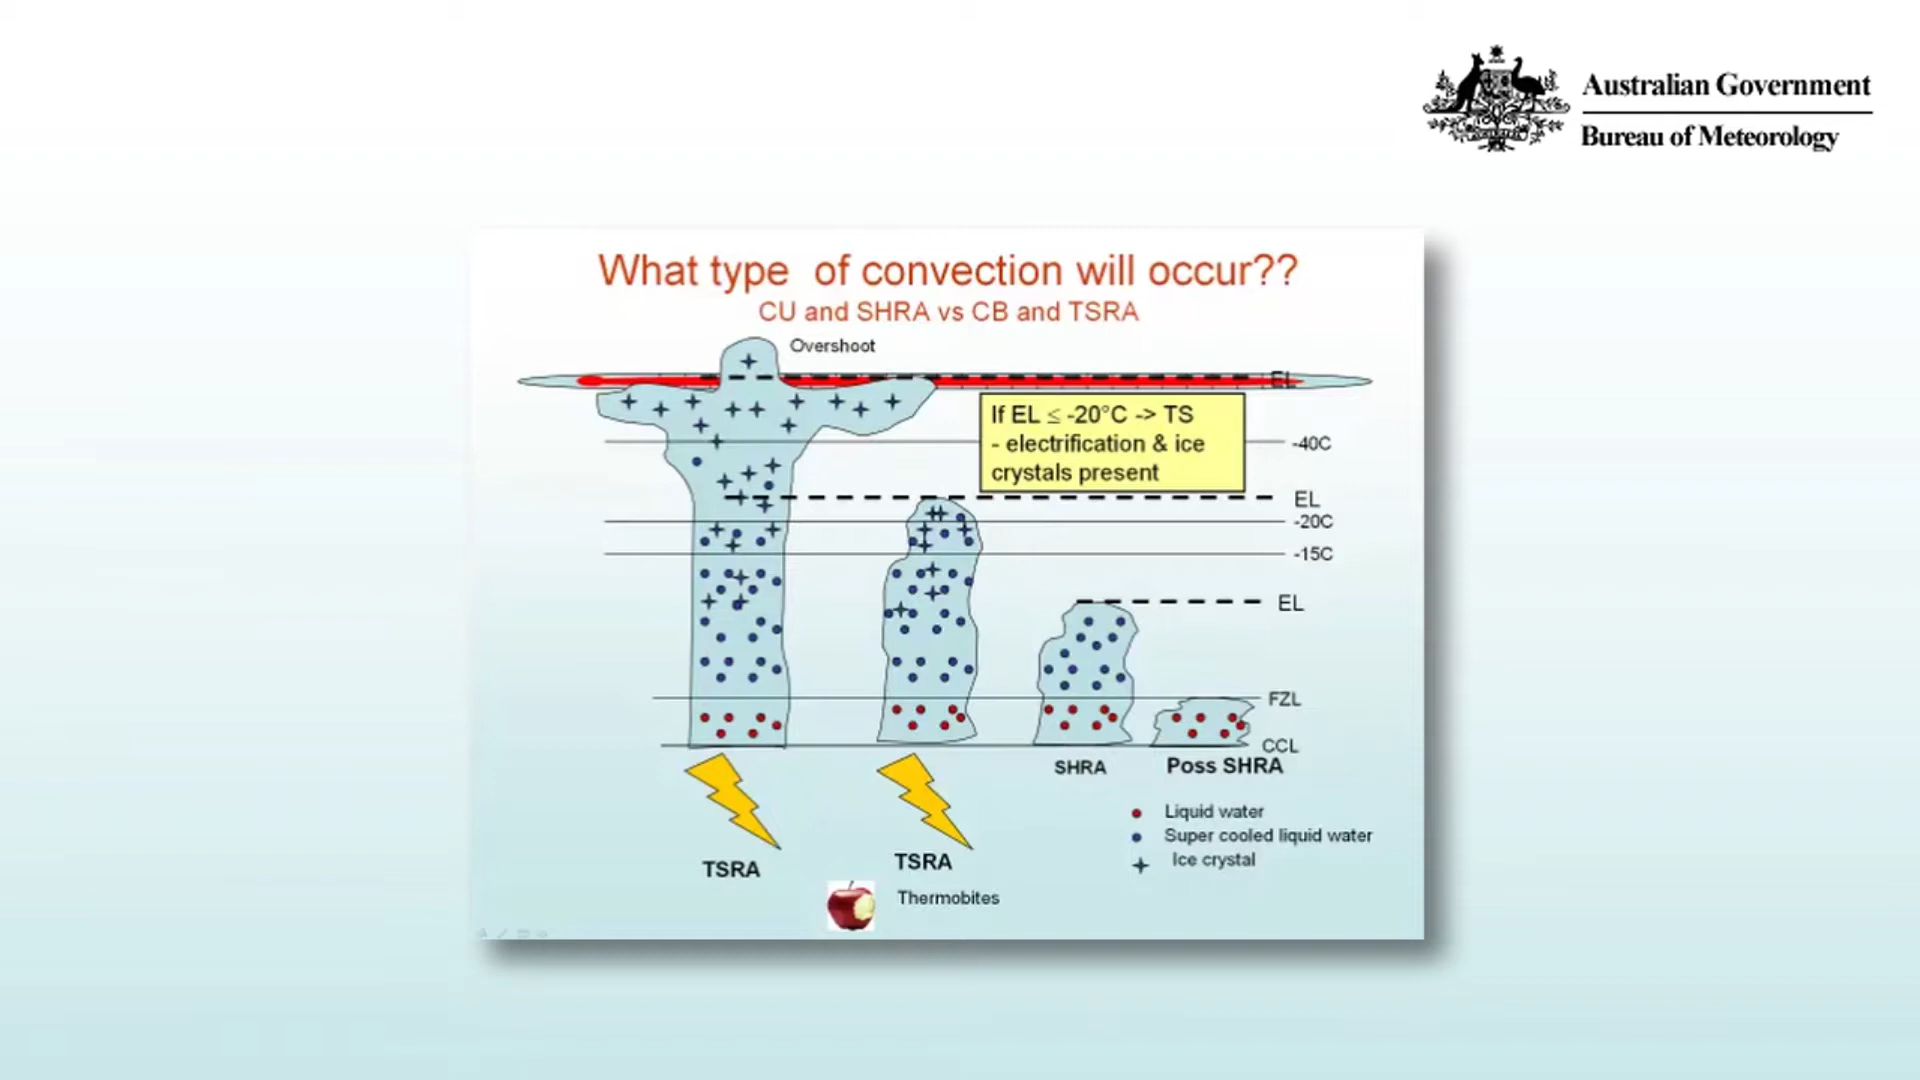 Australian Government
Bureau of Meteorology
What type of convection will occur??
CU and SHRA vs CB and TSRA
Overshoot
EL
If EL ≤ -20°C -> TS
- electrification & ice
crystals present
-40C
EL
-20C
-15C
EL
FZL
CCL
SHRA
Poss SHRA
Liquid water
Super cooled liquid water
Ice crystal
TSRA
TSRA
Thermobites